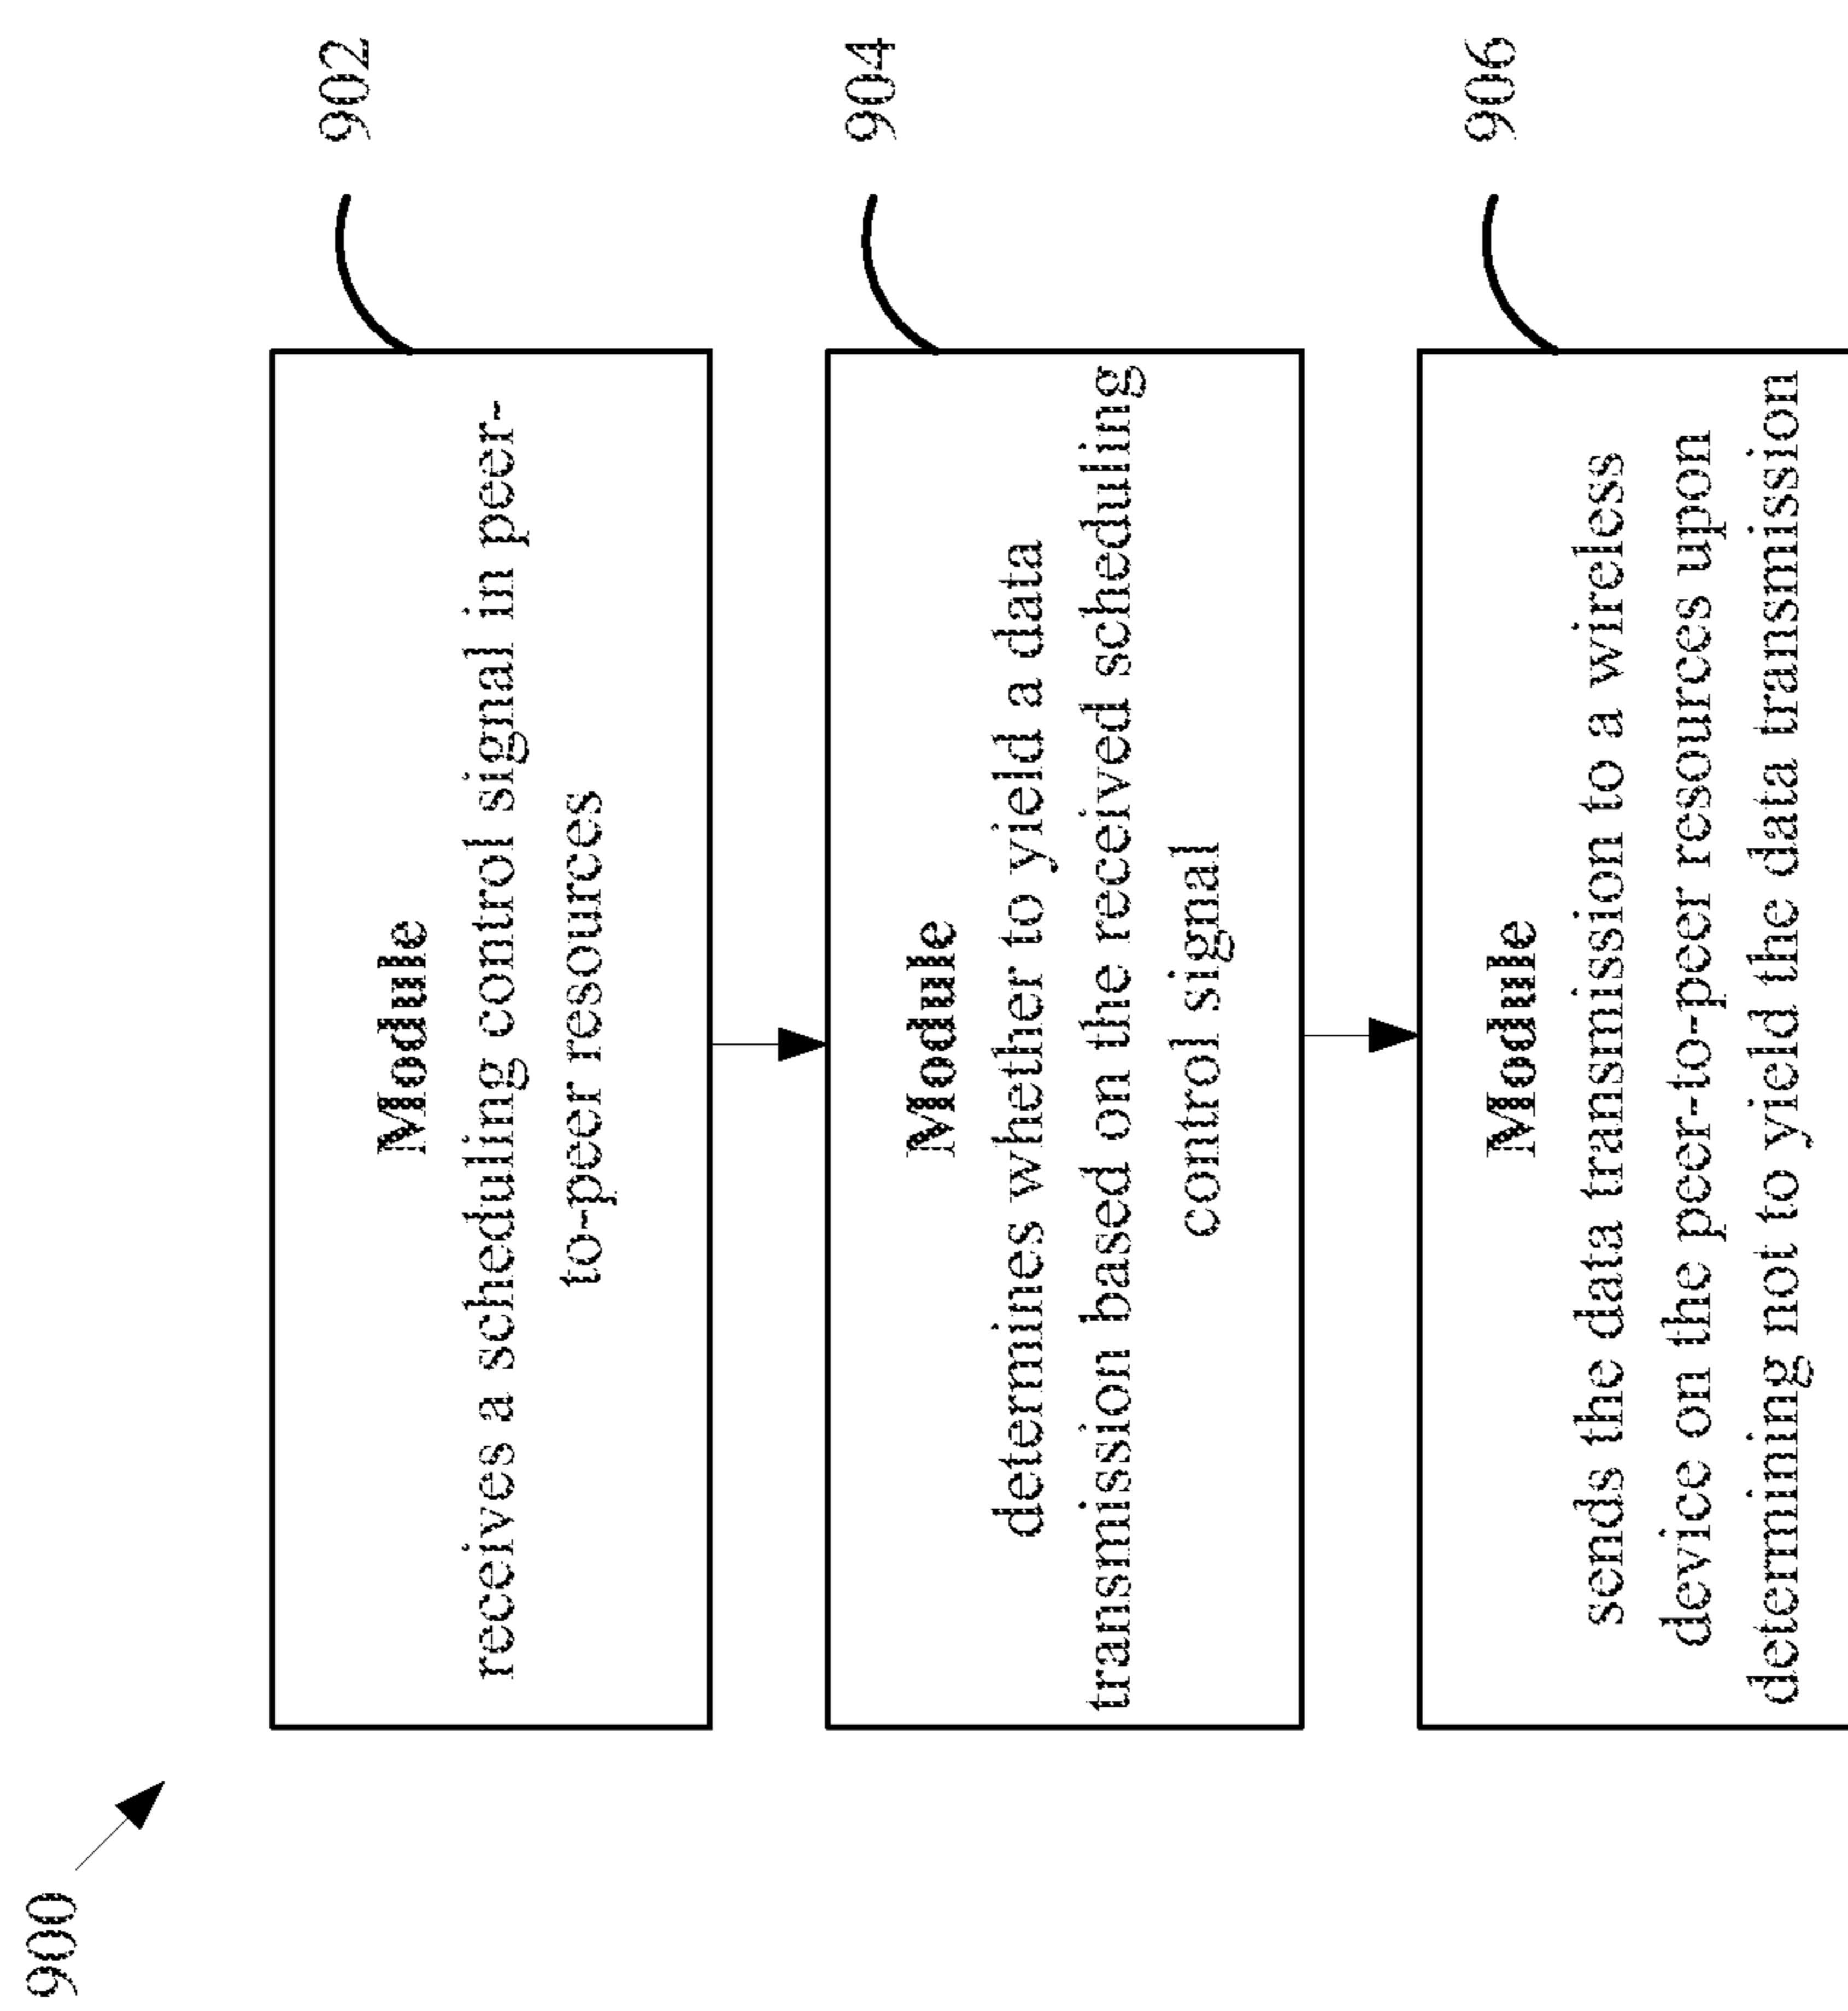 900
902
Module
receives a scheduling control signal in peer-
to-peer resources
904
Module
determines whether to yield a data
transmission based on the received scheduling
control signal
906
Module
sends the data transmission to a wireless
device on the peer-to-peer resources upon
determining not to yield the data transmission